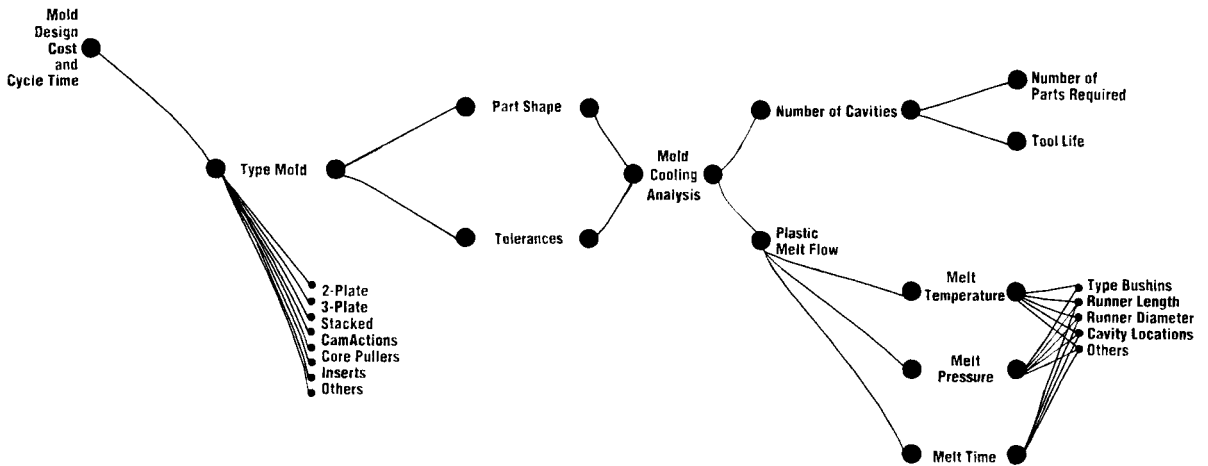 Mold
Design
Cost
and
Cycle Time
Type Mold
2-Plate
3-Plate
Stacked
CamActions
Core Pullers
Inserts
Others
Part Shape
Tolerances
Mold
Cooling
Analysis
Number of Cavities
Number of
Parts Required
Tool Life
Plastic
Melt Flow
Melt
Temperature
Melt
Pressure
Melt Time
Type Bushins
Runner Length
Runner Diameter
Cavity Locations
Others